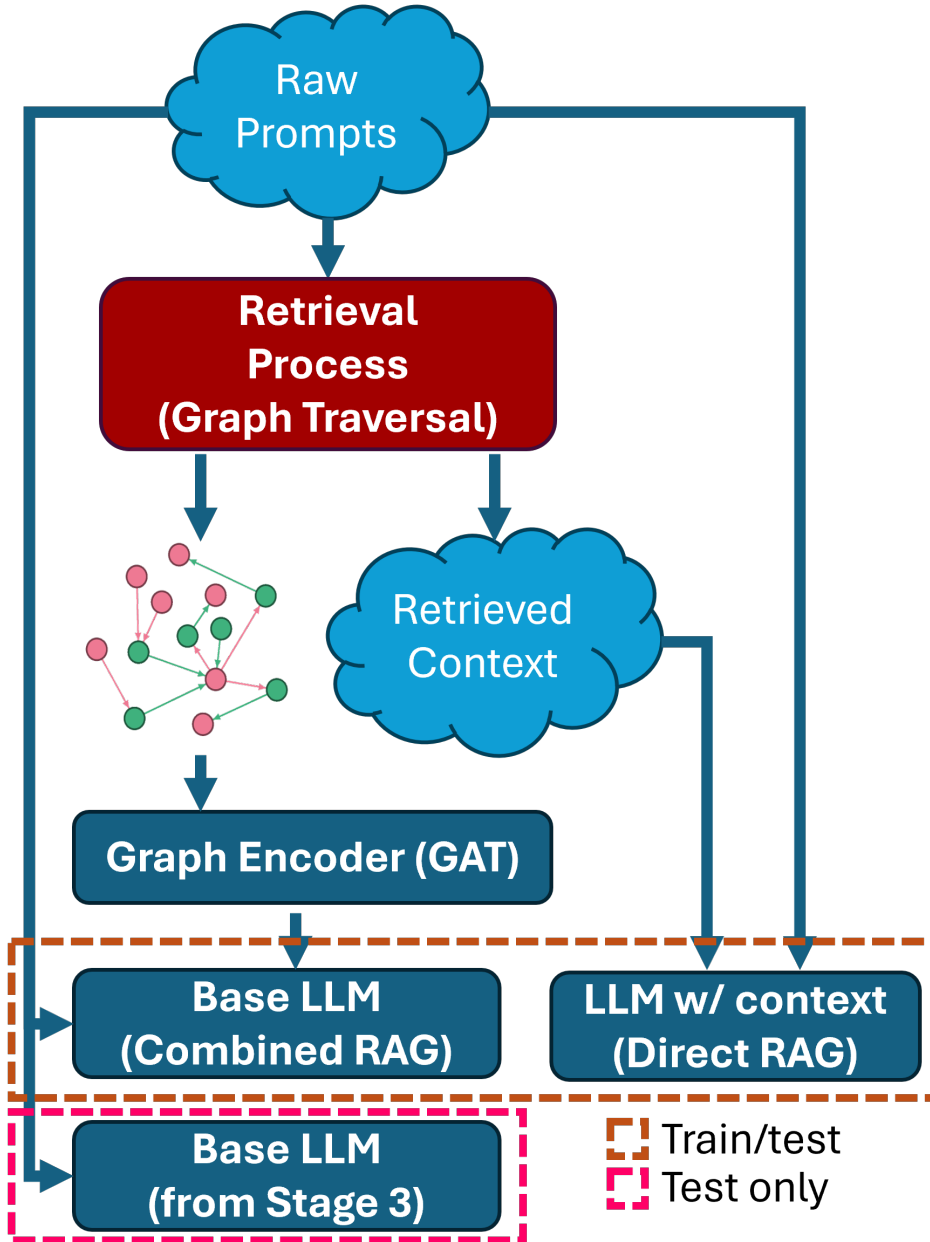 Raw
Prompts
Retrieval
Process
(Graph Traversal)
Retrieved
Context
Graph Encoder (GAT)
Base LLM
(Combined RAG)
LLM w/ context
(Direct RAG)
Base LLM
(from Stage 3)
Train/test
Test only